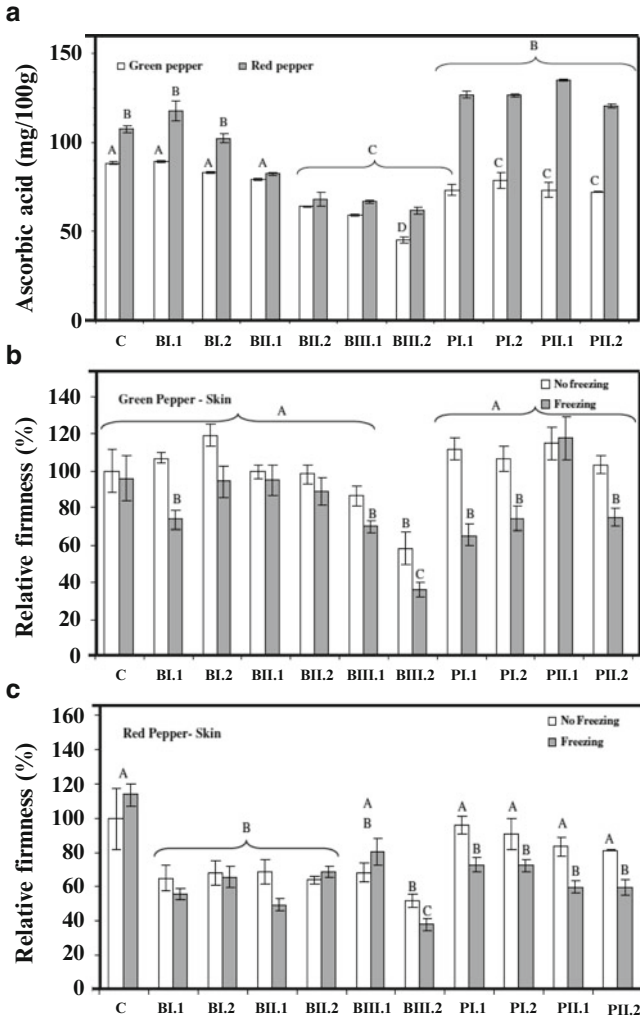 a
Ascorbic acid (mg/100g)
150
100
50
0
Green pepper Red pepper
A B A B A B A C D B C C C
C BI.1 BI.2 BII.1 BII.2 BIII.1 BIII.2 PI.1 PI.2 PII.1 PII.2
b
Relative firmness (%)
140
120
100
80
60
40
20
0
Green Pepper - Skin
No freezing
Freezing
A B B B C A B B B
C BI.1 BI.2 BII.1 BII.2 BIII.1 BIII.2 PI.1 PI.2 PII.1 PII.2
c
Relative firmness (%)
160
140
120
100
80
60
40
20
0
Red Pepper- Skin
No Freezing
Freezing
A B A B B C A B A B A B A B
C BI.1 BI.2 BII.1 BII.2 BIII.1 BIII.2 PI.1 PI.2 PII.1 PII.2